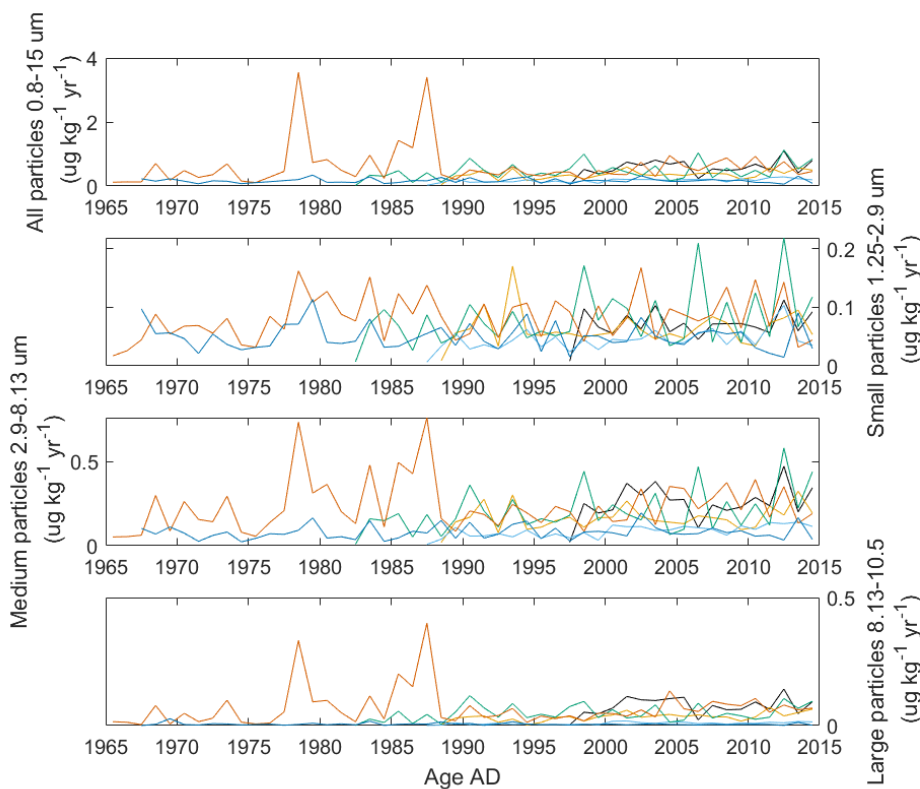 All particles 0.8-15 um
(ug kg⁻¹ yr⁻¹)
4
2
0
1965 1970 1975 1980 1985 1990 1995 2000 2005 2010 2015
Small particles 1.25-2.9 um
(ug kg⁻¹ yr⁻¹)
0.2
0.1
0
1965 1970 1975 1980 1985 1990 1995 2000 2005 2010 2015
Medium particles 2.9-8.13 um
(ug kg⁻¹ yr⁻¹)
0.5
0
1965 1970 1975 1980 1985 1990 1995 2000 2005 2010 2015
Large particles 8.13-10.5
(ug kg⁻¹ yr⁻¹)
0.5
0
1965 1970 1975 1980 1985 1990 1995 2000 2005 2010 2015
Age AD